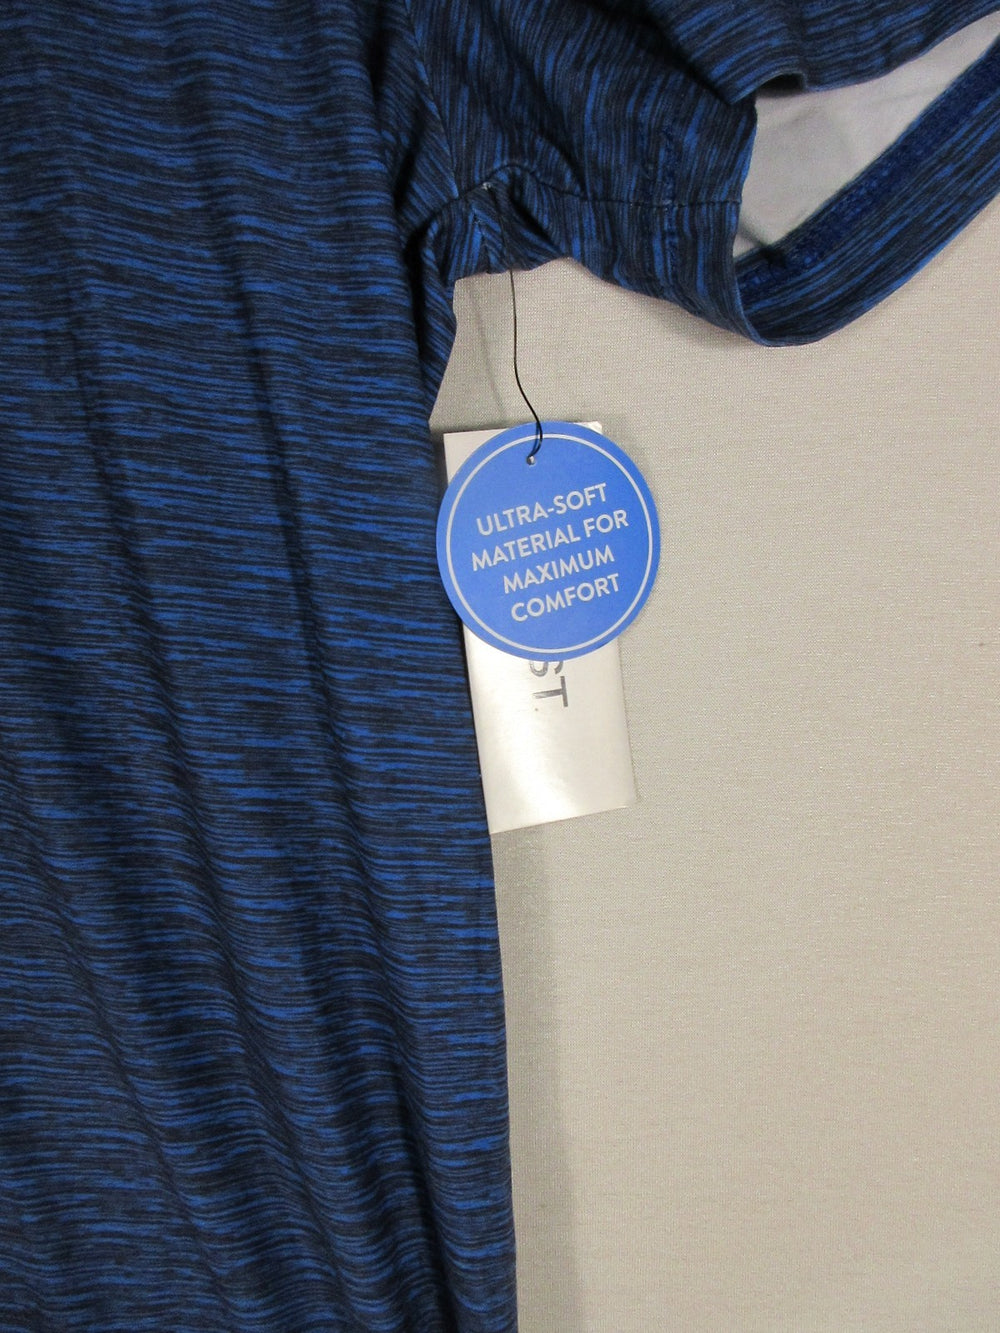 ULTRA-SOFT
MATERIAL FOR
MAXIMUM
COMFORT